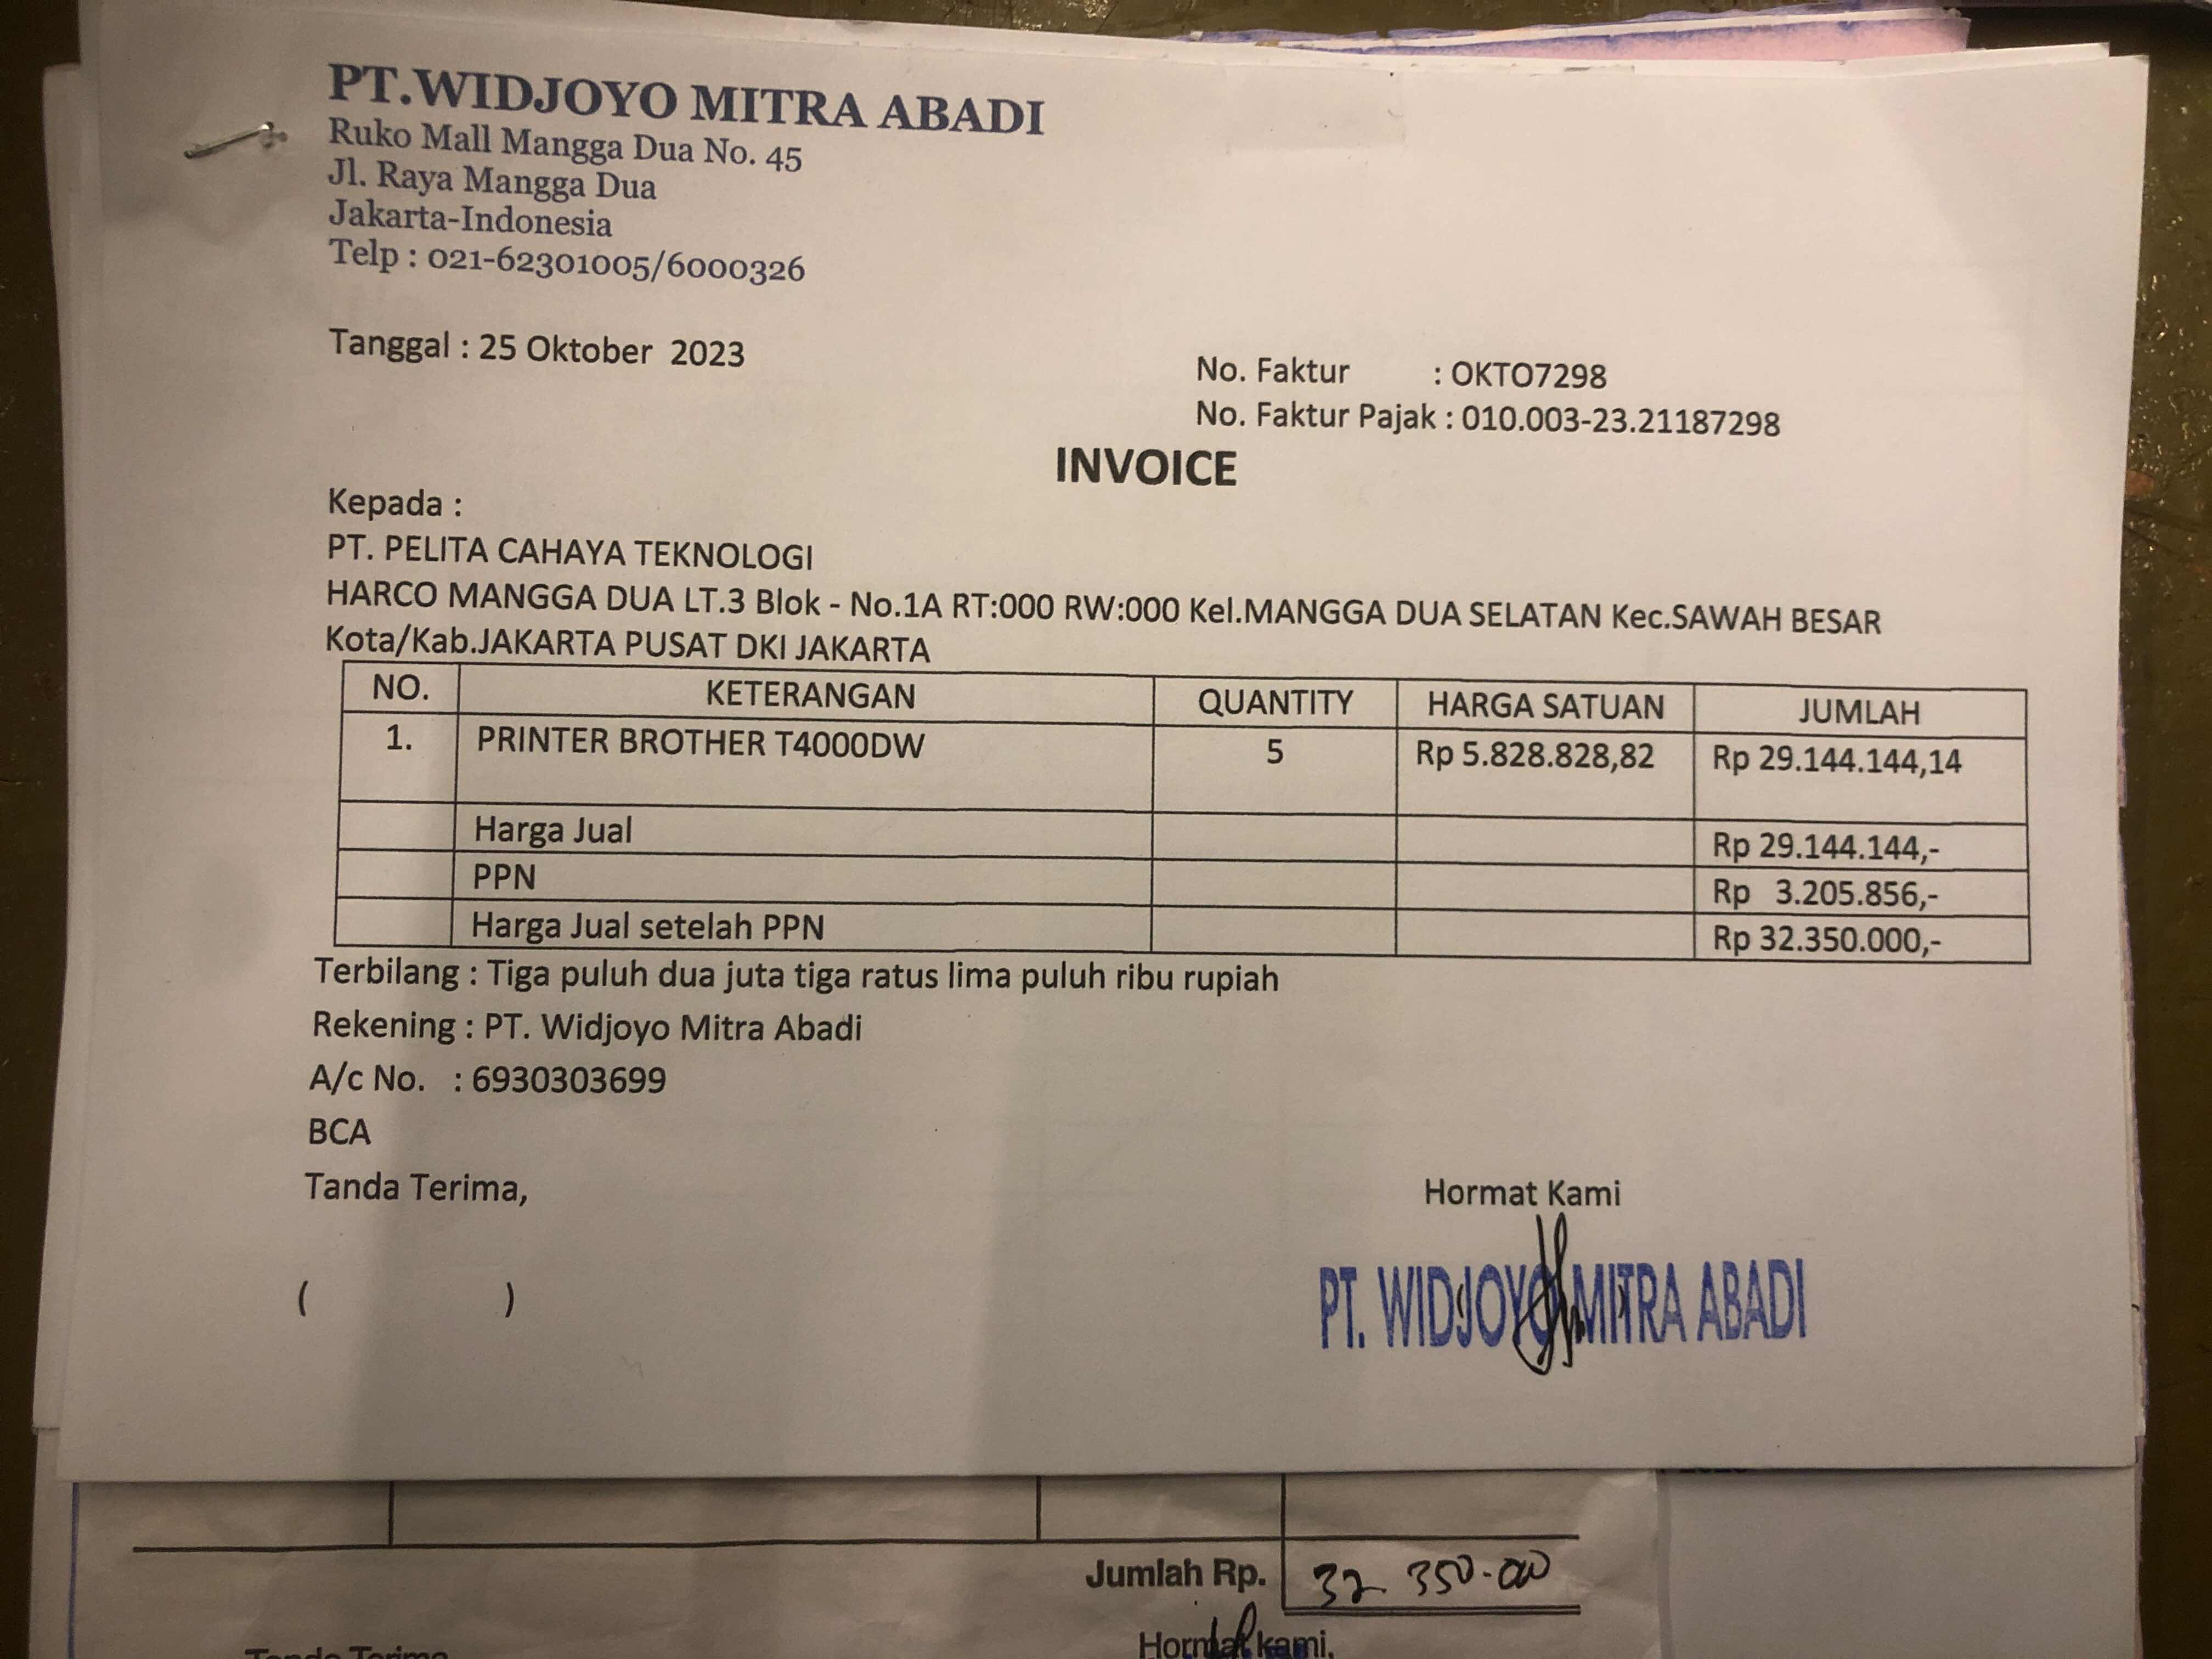 PT.WIDJOYO MITRA ABADI
Ruko Mall Mangga Dua No. 45
Jl. Raya Mangga Dua
Jakarta-Indonesia
Telp : 021-62301005/6000326
Tanggal : 25 Oktober 2023
No. Faktur : OKTO7298
No. Faktur Pajak : 010.003-23.21187298
INVOICE
Kepada :
PT. PELITA CAHAYA TEKNOLOGI
HARCO MANGGA DUA LT.3 Blok - No.1A RT:000 RW:000 Kel.MANGGA DUA SELATAN Kec.SAWAH BESAR
Kota/Kab.JAKARTA PUSAT DKI JAKARTA
NO. KETERANGAN QUANTITY HARGA SATUAN JUMLAH
1. PRINTER BROTHER T4000DW 5 Rp 5.828.828,82 Rp 29.144.144,14
Harga Jual Rp 29.144.144,-
PPN Rp 3.205.856,-
Harga Jual setelah PPN Rp 32.350.000,-
Terbilang : Tiga puluh dua juta tiga ratus lima puluh ribu rupiah
Rekening : PT. Widjoyo Mitra Abadi
A/c No. : 6930303699
BCA
Tanda Terima, Hormat Kami
( )
PT. WIDJOYO MITRA ABADI
Jumlah Rp. 32.350.000
Tanda Terima Hormat kami,